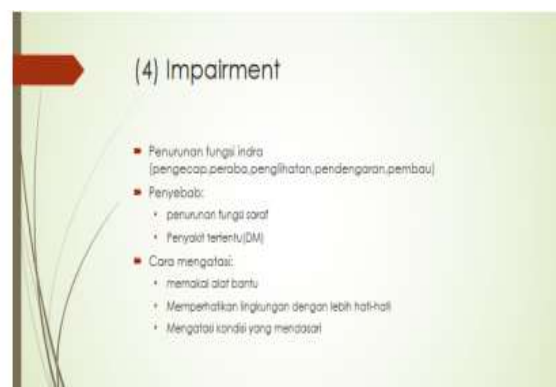 (4) Impairment
Penurunan fungsi indra
(pengecap,peraba,penglihatan,pendengaran,pembau)
Penyebab:
penurunan fungsi saraf
Penyakit tertentu(DM)
Cara mengatasi:
memakai alat bantu
Memperhatikan lingkungan dengan lebih hati-hati
Mengatasi kondisi yang mendasari